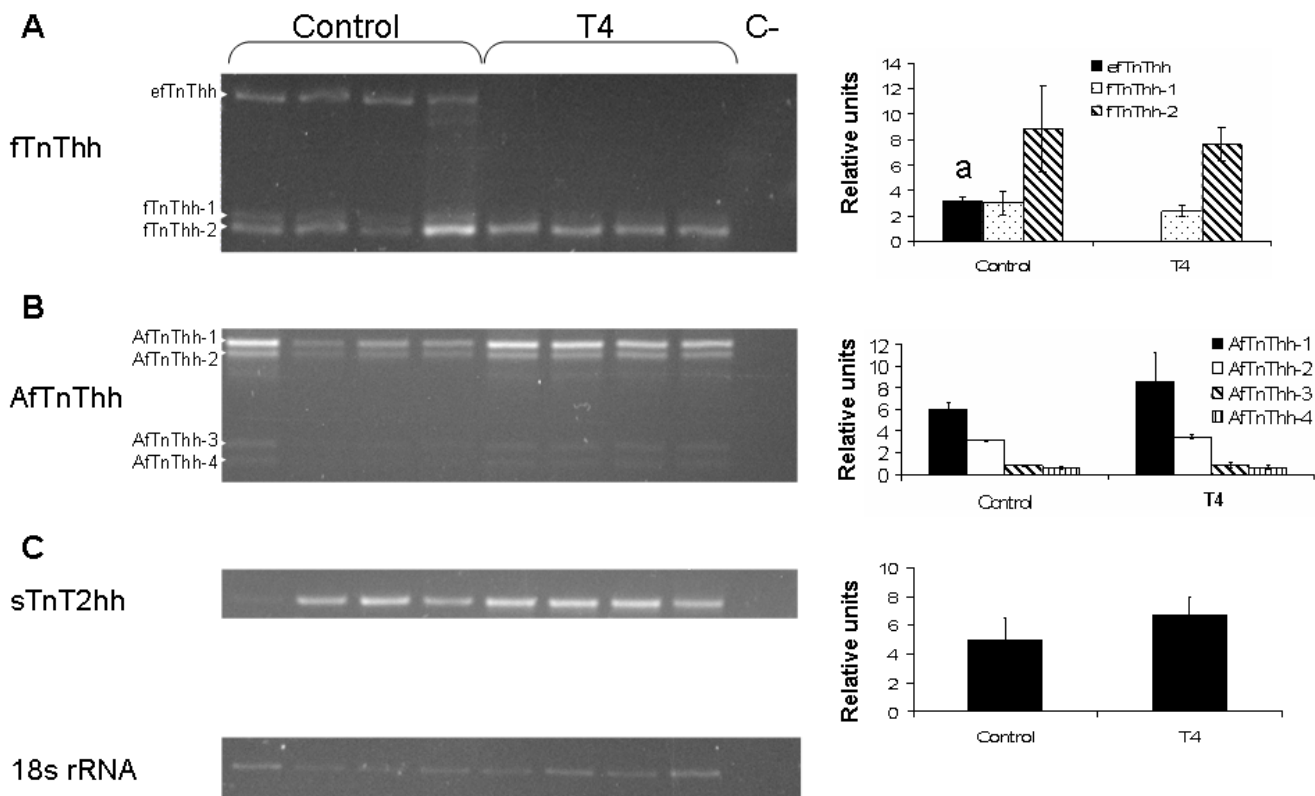 A
Control
T4
C-
efTnThh
fTnThh
fTnThh-1
fTnThh-2
14
12
10
8
6
4
2
0
Relative units
efTnThh
fTnThh-1
fTnThh-2
a
Control
T4
B
AfTnThh-1
AfTnThh-2
AfTnThh
AfTnThh-3
AfTnThh-4
12
10
8
6
4
2
0
Relative units
AfTnThh-1
AfTnThh-2
AfTnThh-3
AfTnThh-4
Control
T4
C
sTnT2hh
18s rRNA
10
8
6
4
2
0
Relative units
Control
T4